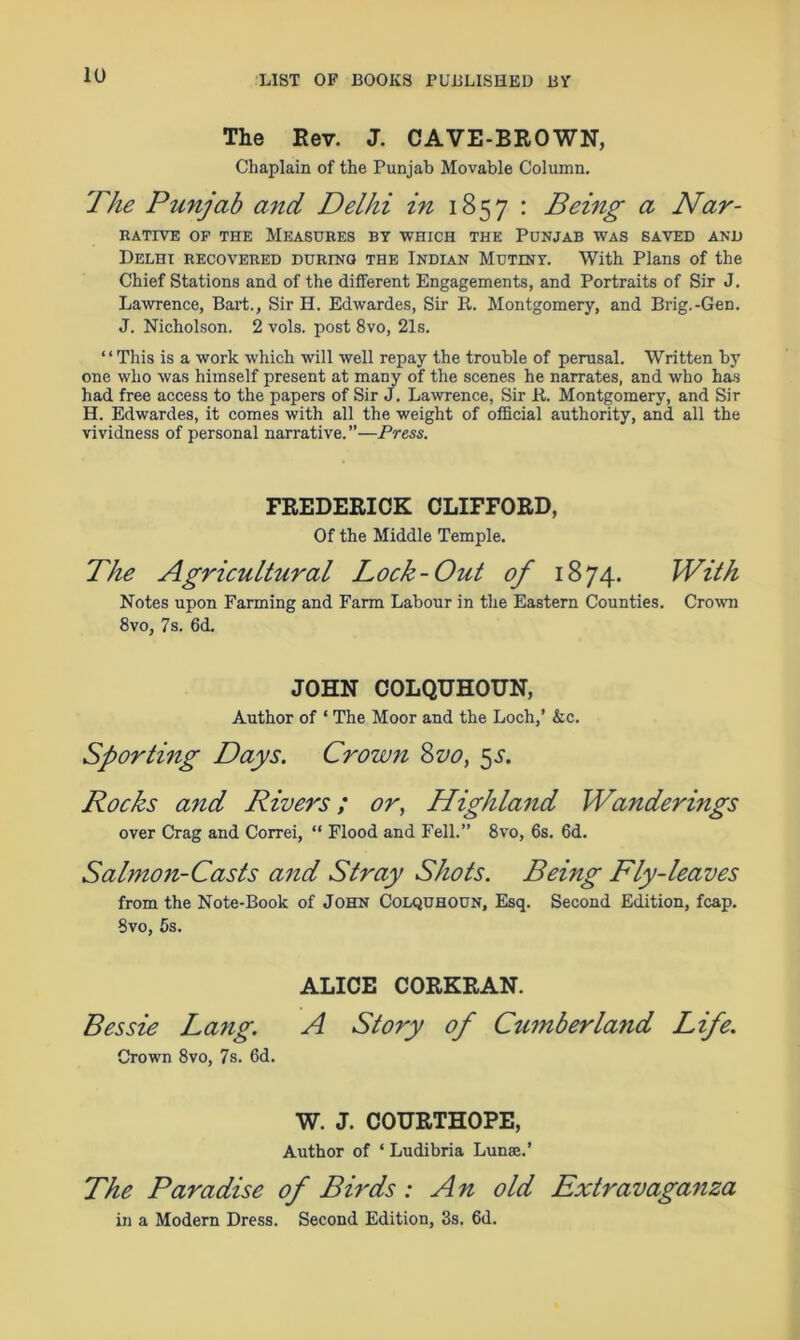 10
LIST OF BOOKS PUBLISHED BY
The Rev. J. CAVE-BROWN,
Chaplain of the Punjab Movable Column.
The Punjab and Delhi in 1857 : Being a Nar-
RATIVE OF THE MEASURES BY WHICH THE PUNJAB WAS SAVED AND
DELHI RECOVERED DURING THE INDIAN MUTINY. With Plans of the
Chief Stations and of the different Engagements, and Portraits of Sir J.
Lawrence, Bart., Sir H. Edwardes, Sir R. Montgomery, and Brig.-Gen.
J. Nicholson. 2 vols. post 8vo, 21s.
“This is a work which will well repay the trouble of perusal. Written by
one who was himself present at many of the scenes he narrates, and who has
had free access to the papers of Sir J. Lawrence, Sir R. Montgomery, and Sir
H. Edwardes, it comes with all the weight of official authority, and all the
vividness of personal narrative.”—Press.
FREDERICK CLIFFORD,
Of the Middle Temple.
The Agricultural Lock-Out of 1874. With
Notes upon Farming and Farm Labour in the Eastern Counties. Crown
8vo, 7s. 6d.
JOHN COLQUHOUN,
Author of ‘ The Moor and the Loch,’ &c.
Sporting Days. Crown 8vo, 5s.
Rocks and Rivers; or, Highland Wanderings
over Crag and Correi, “ Flood and Fell.” 8vo, 6s. 6d.
Salmon-Casts and Stray Shots. Being Fly-leaves
from the Note-Book of JOHN COLQUHOUN, Esq. Second Edition, fcap.
8vo, 5s.
ALICE CORKRAN.
Bessie Lang. A Story of Cumberland Life.
Crown 8vo, 7s. 6d.
W. J. COURTHOPE,
Author of ‘ Ludibria Lunæ.’
The Paradise of Birds: An old Extravaganza
in a Modern Dress. Second Edition, 3s. 6d.